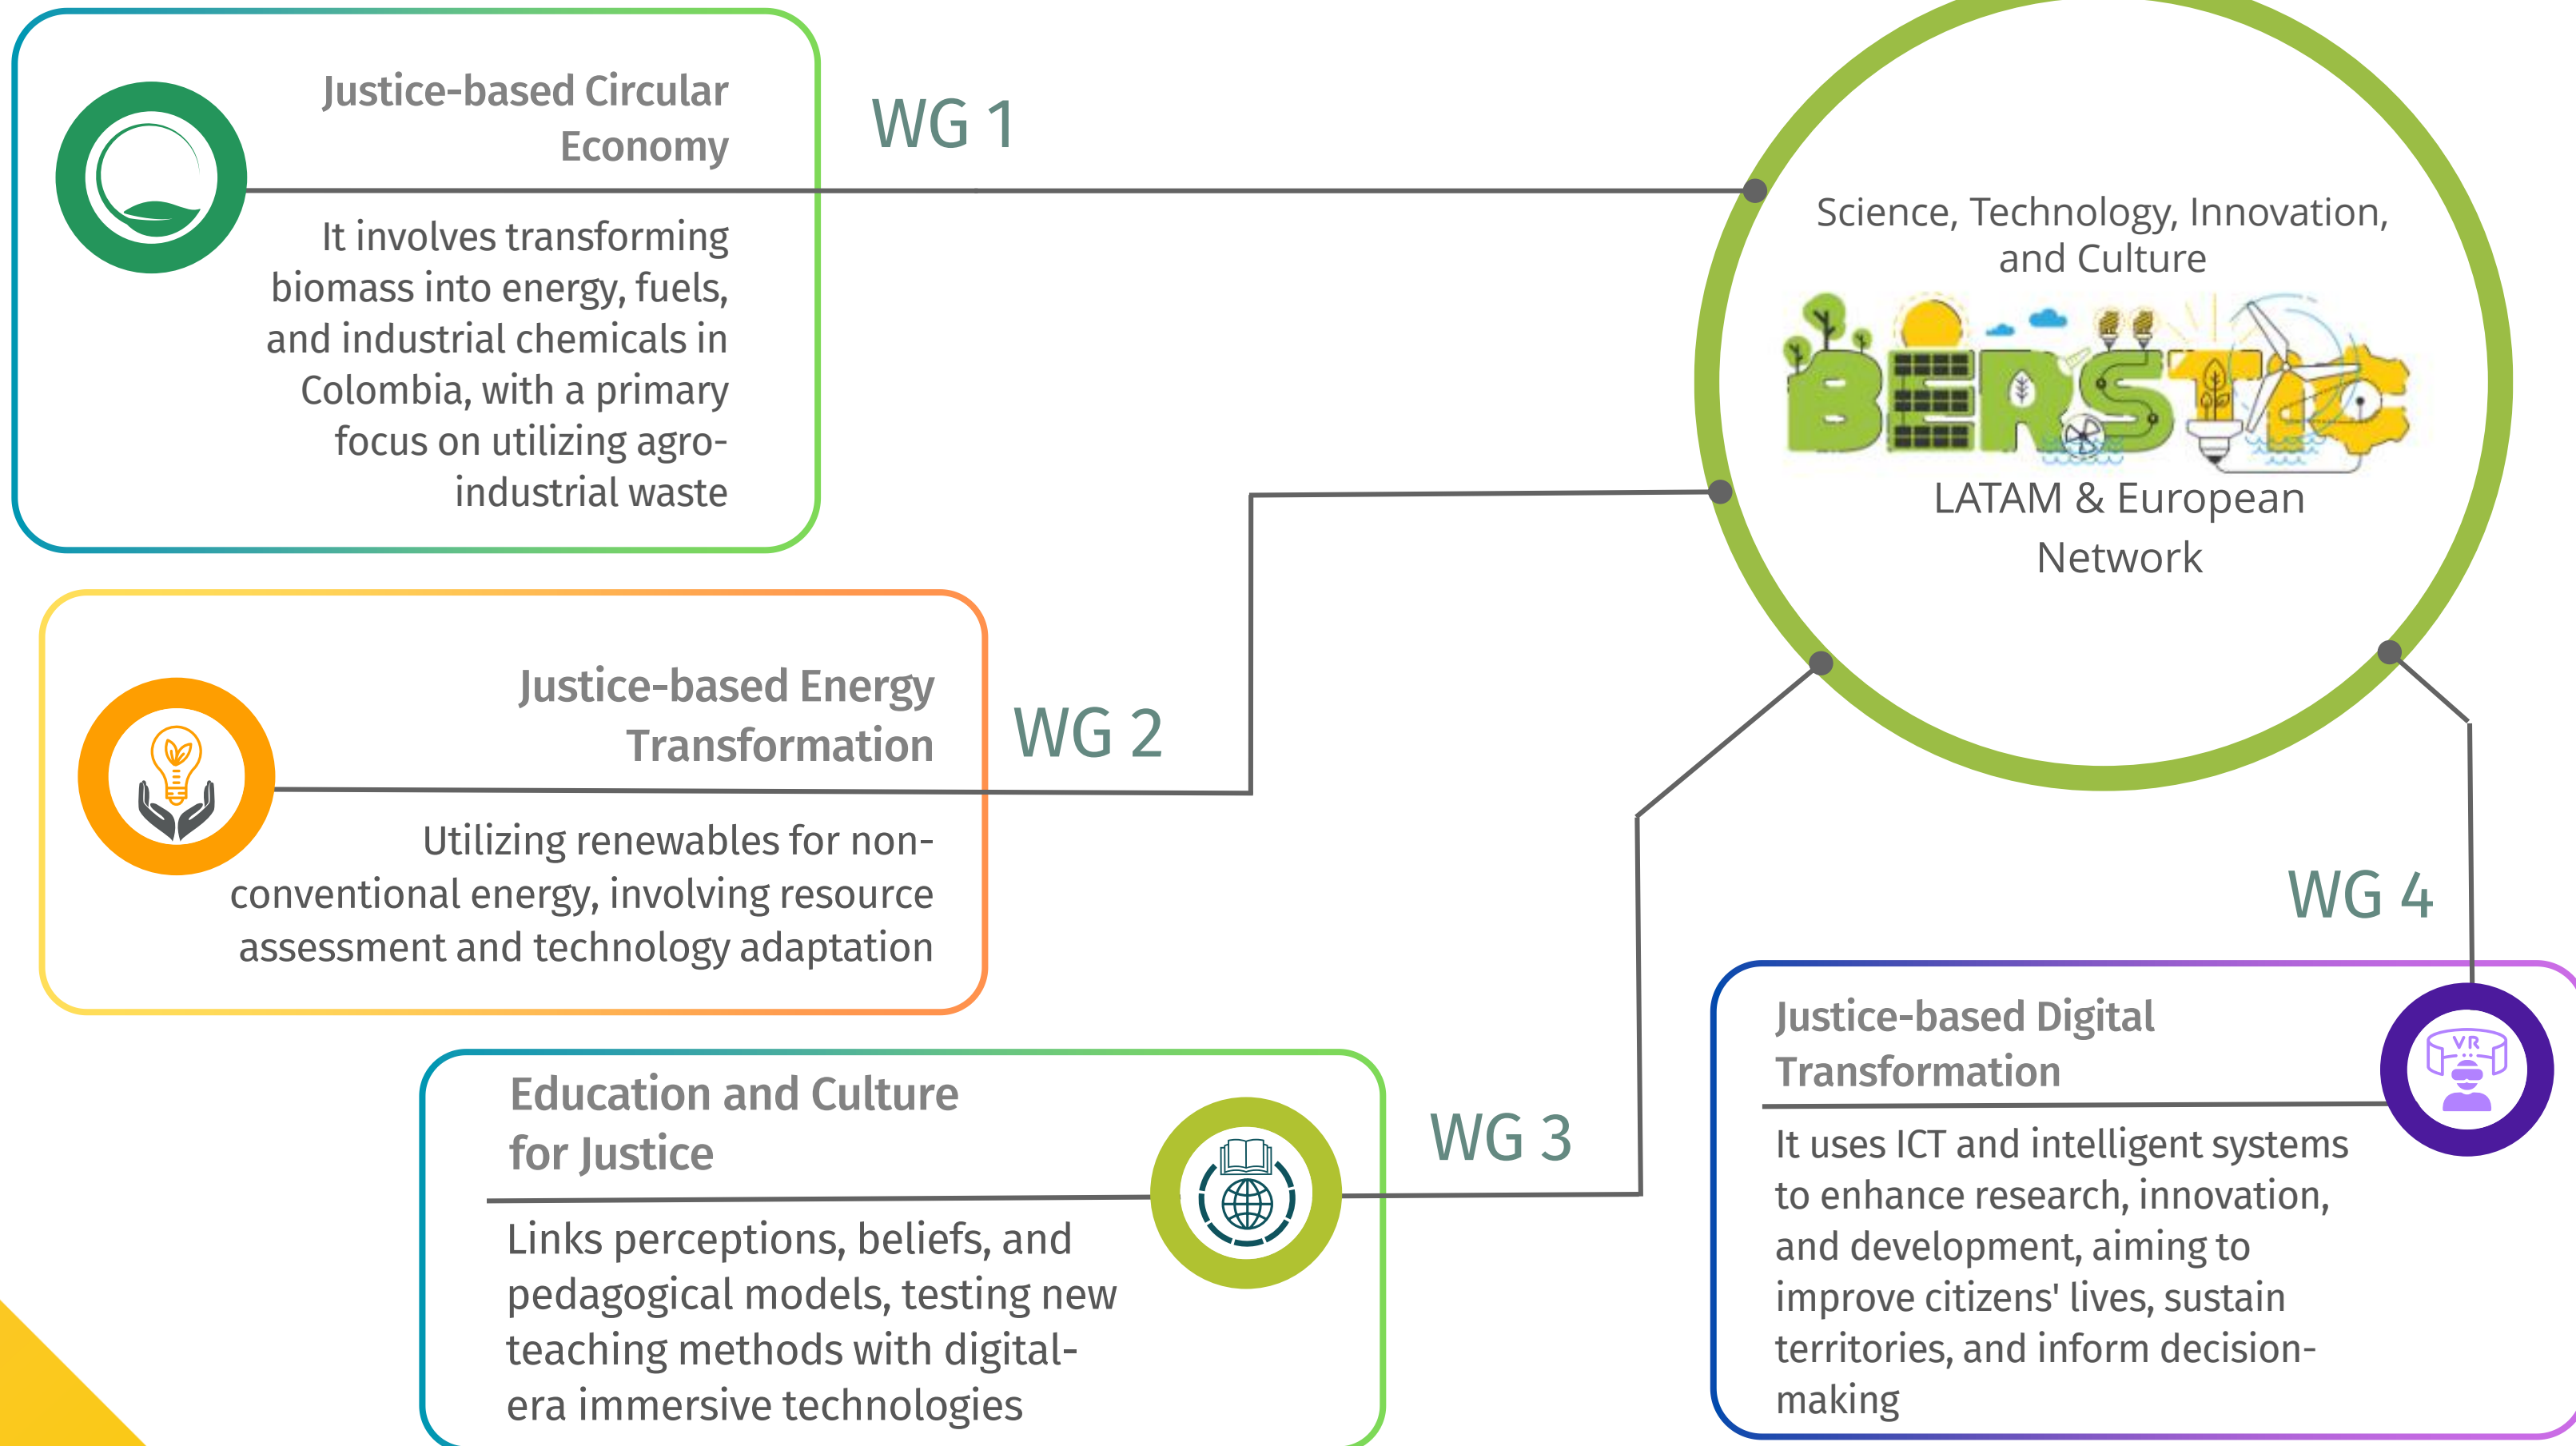 Justice-based Circular
Economy
It involves transforming
biomass into energy, fuels,
and industrial chemicals in
Colombia, with a primary
focus on utilizing agro-
industrial waste
WG 1
Science, Technology, Innovation,
and Culture
BERSTIC
LATAM & European
Network
Justice-based Energy
Transformation
Utilizing renewables for non-
conventional energy, involving resource
assessment and technology adaptation
WG 2
Education and Culture
for Justice
Links perceptions, beliefs, and
pedagogical models, testing new
teaching methods with digital-
era immersive technologies
WG 3
WG 4
Justice-based Digital
Transformation
VR
It uses ICT and intelligent systems
to enhance research, innovation,
and development, aiming to
improve citizens' lives, sustain
territories, and inform decision-
making